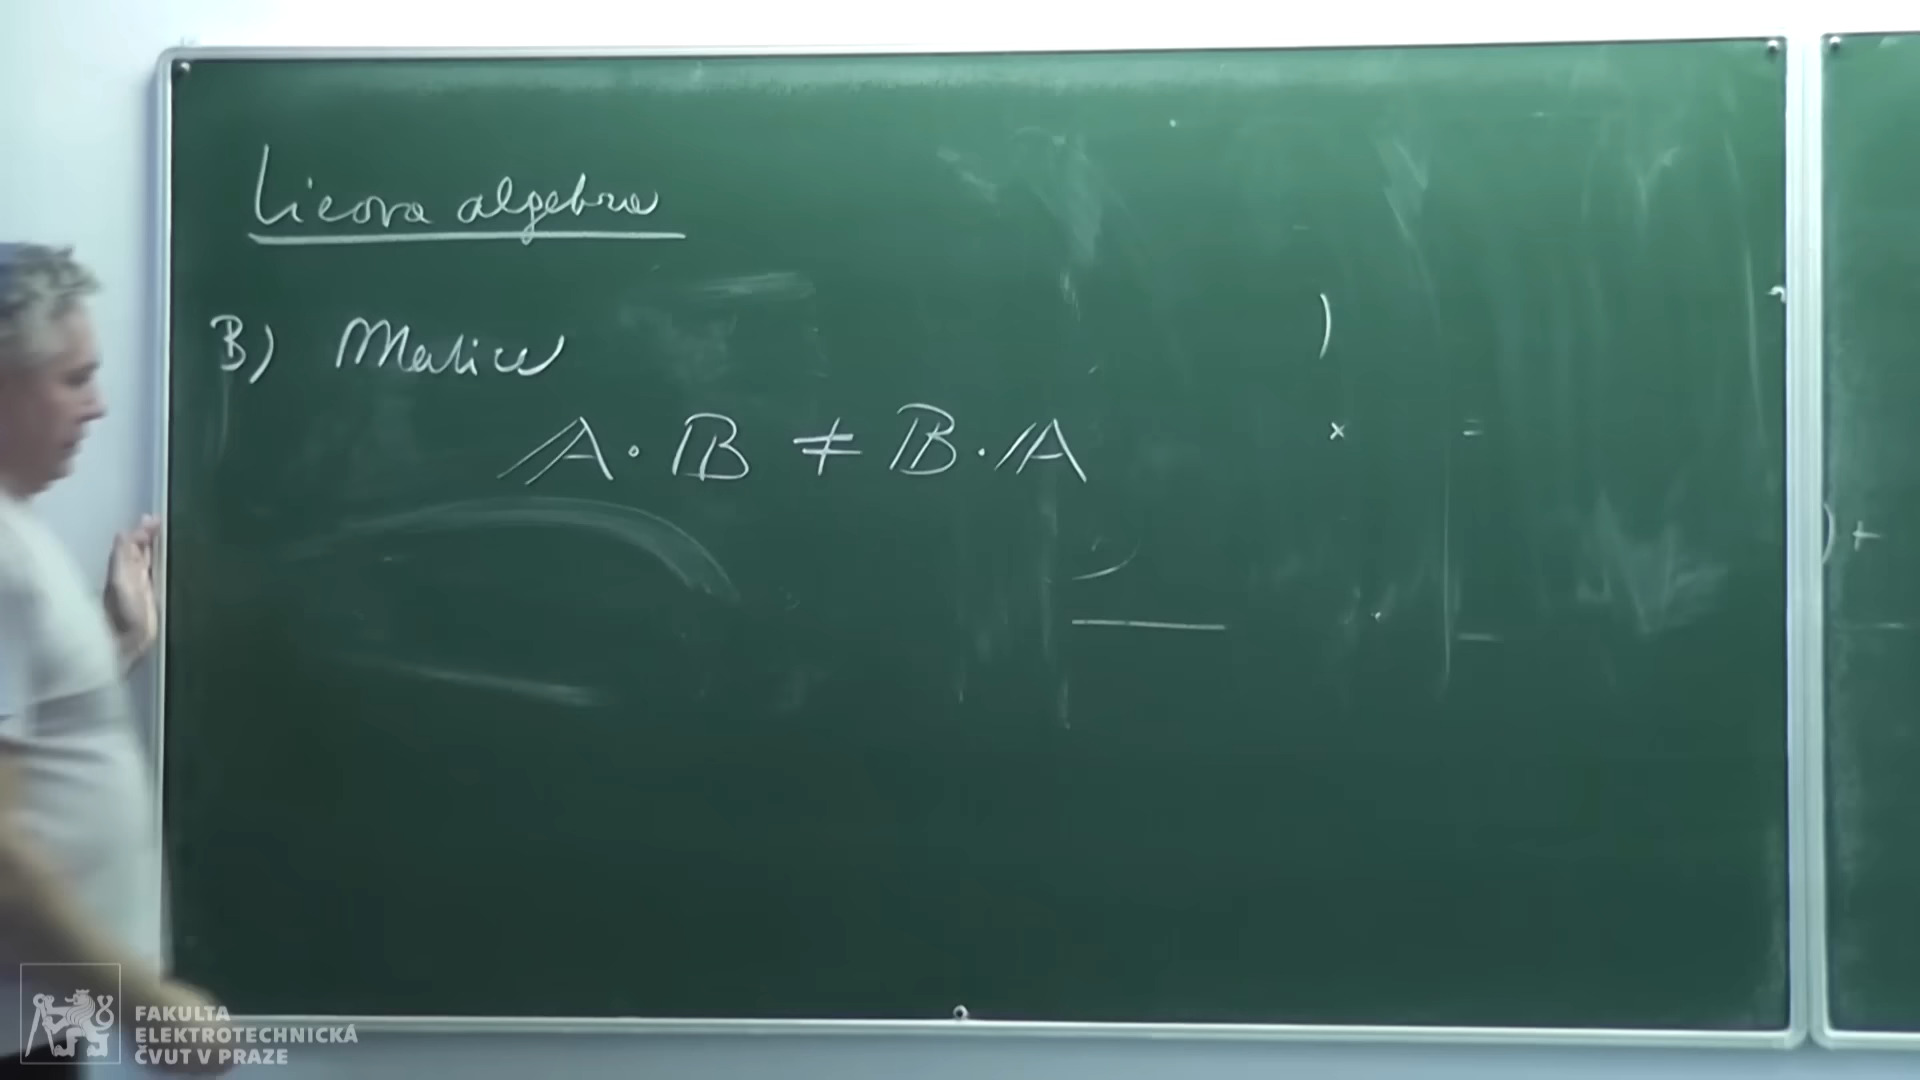 Lieova algebra
B) Matice
𝔸 · 𝔹 ≠ 𝔹 · 𝔸
)
× =
) +
FAKULTA
ELEKTROTECHNICKÁ
ČVUT V PRAZE